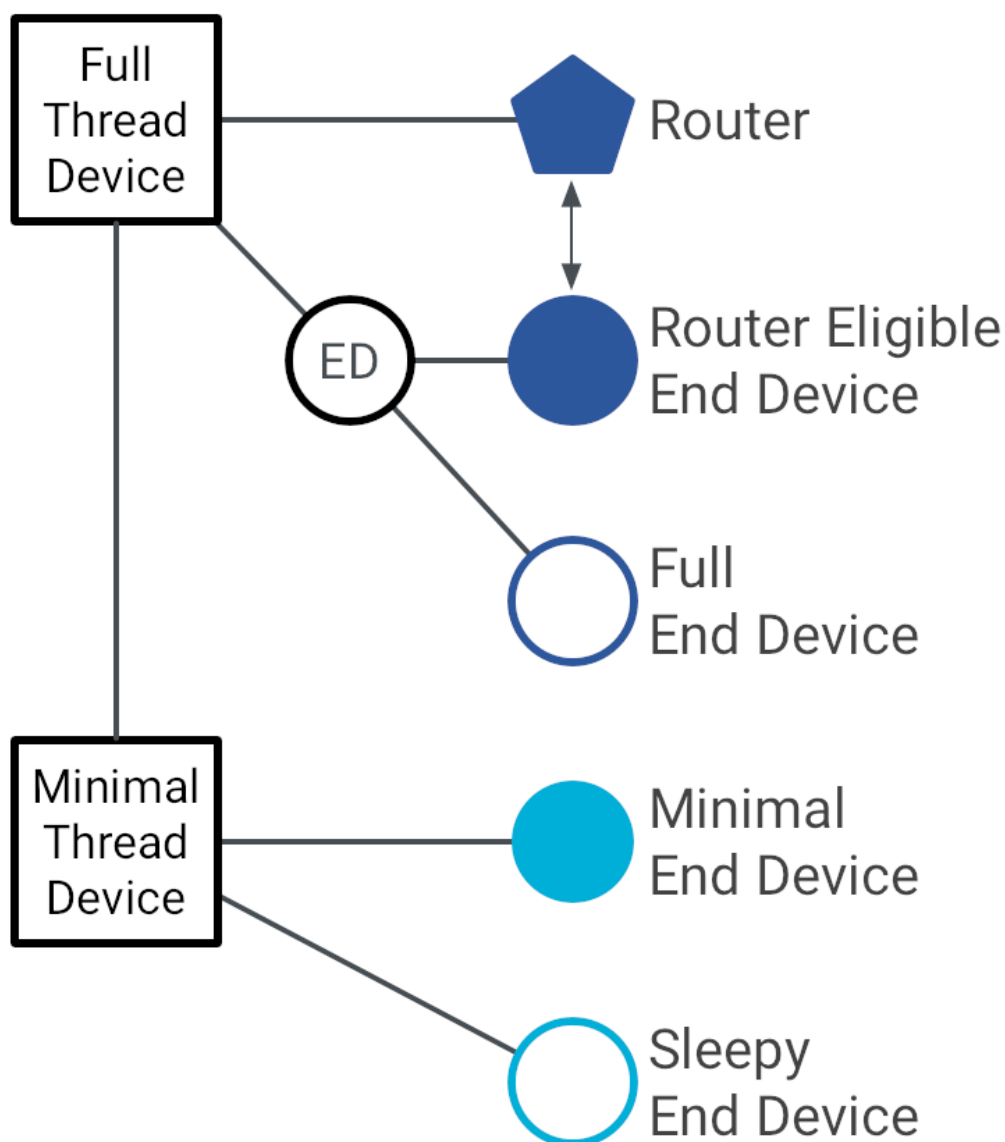 Full
Thread
Device
Router
ED
Router Eligible
End Device
Full
End Device
Minimal
Thread
Device
Minimal
End Device
Sleepy
End Device